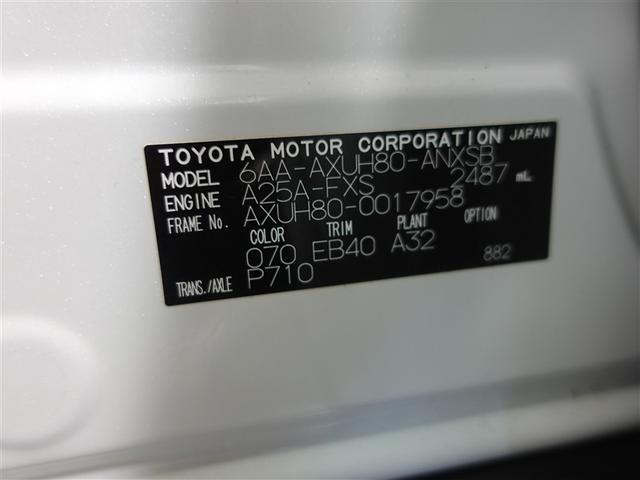 TOYOTA MOTOR CORPORATION JAPAN
MODEL 6AA-AXUH80-ANXSB
ENGINE A25A-FXS 2487 mL
FRAME No. AXUH80-0017958
COLOR TRIM PLANT OPTION
070 EB40 A32
TRANS./AXLE P710 882